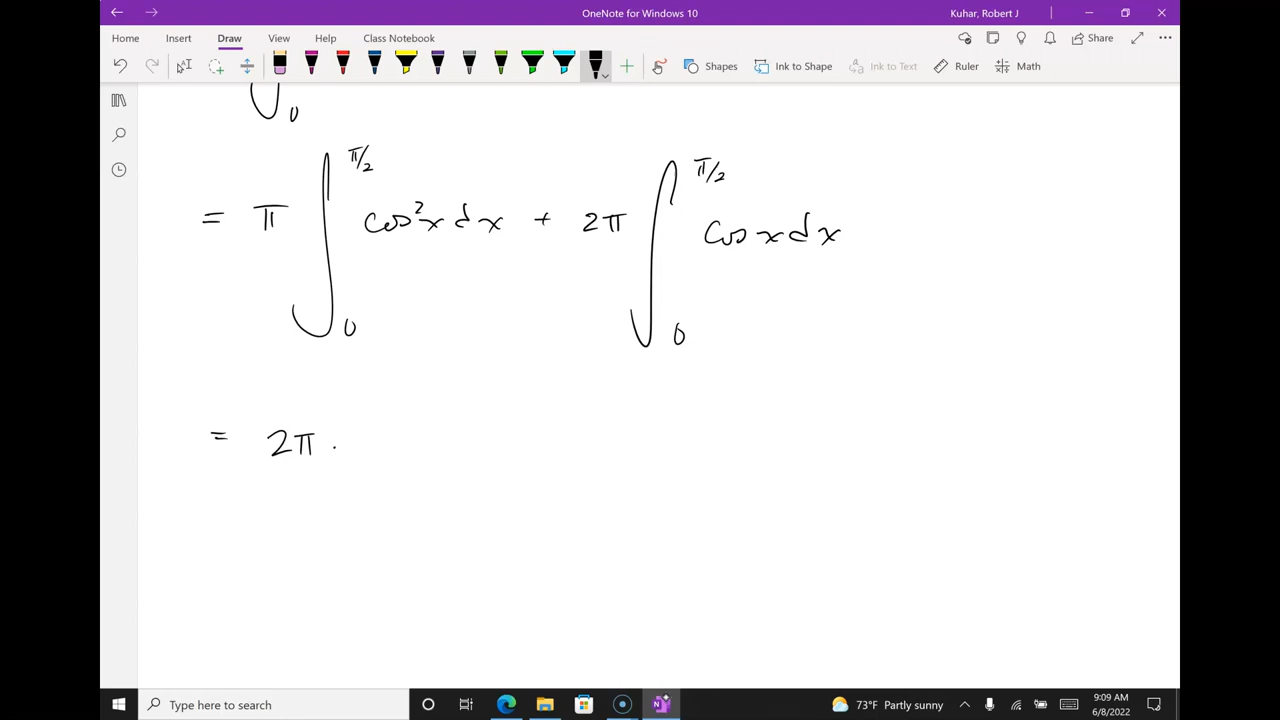 OneNote for Windows 10
Kuhar, Robert J
Home Insert Draw View Help Class Notebook
Share
Shapes Ink to Shape Ink to Text Ruler Math
0
= π ∫₀^{π/2} cos²x dx + 2π ∫₀^{π/2} cos x dx
= 2π ·
Type here to search
73°F Partly sunny
9:09 AM
6/8/2022